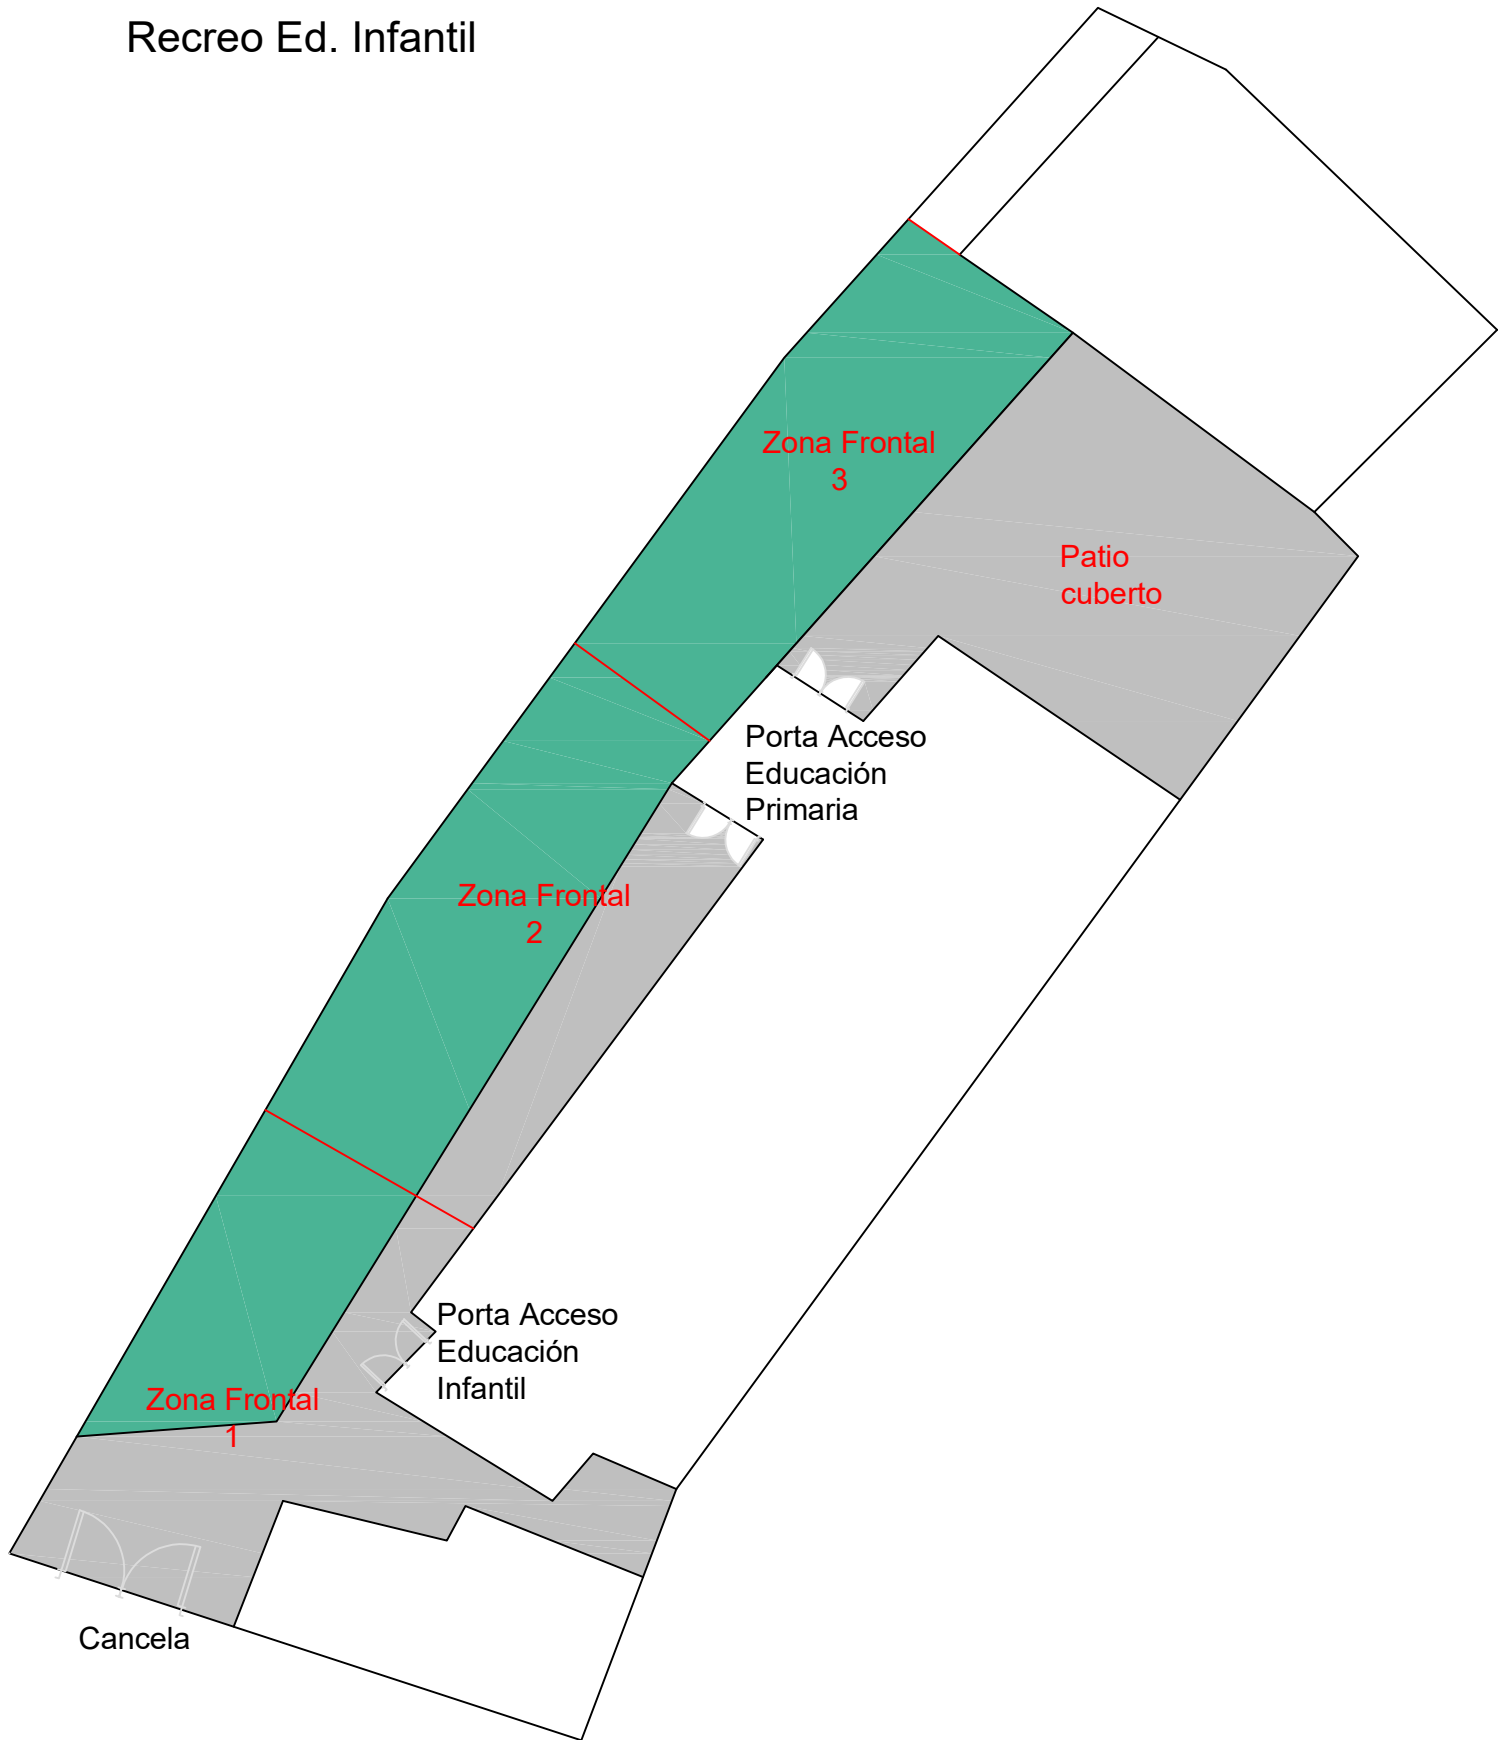 Recreo Ed. Infantil
Zona Frontal
3
Patio
cuberto
Porta Acceso
Educación
Primaria
Zona Frontal
2
Porta Acceso
Educación
Infantil
Zona Frontal
1
Cancela